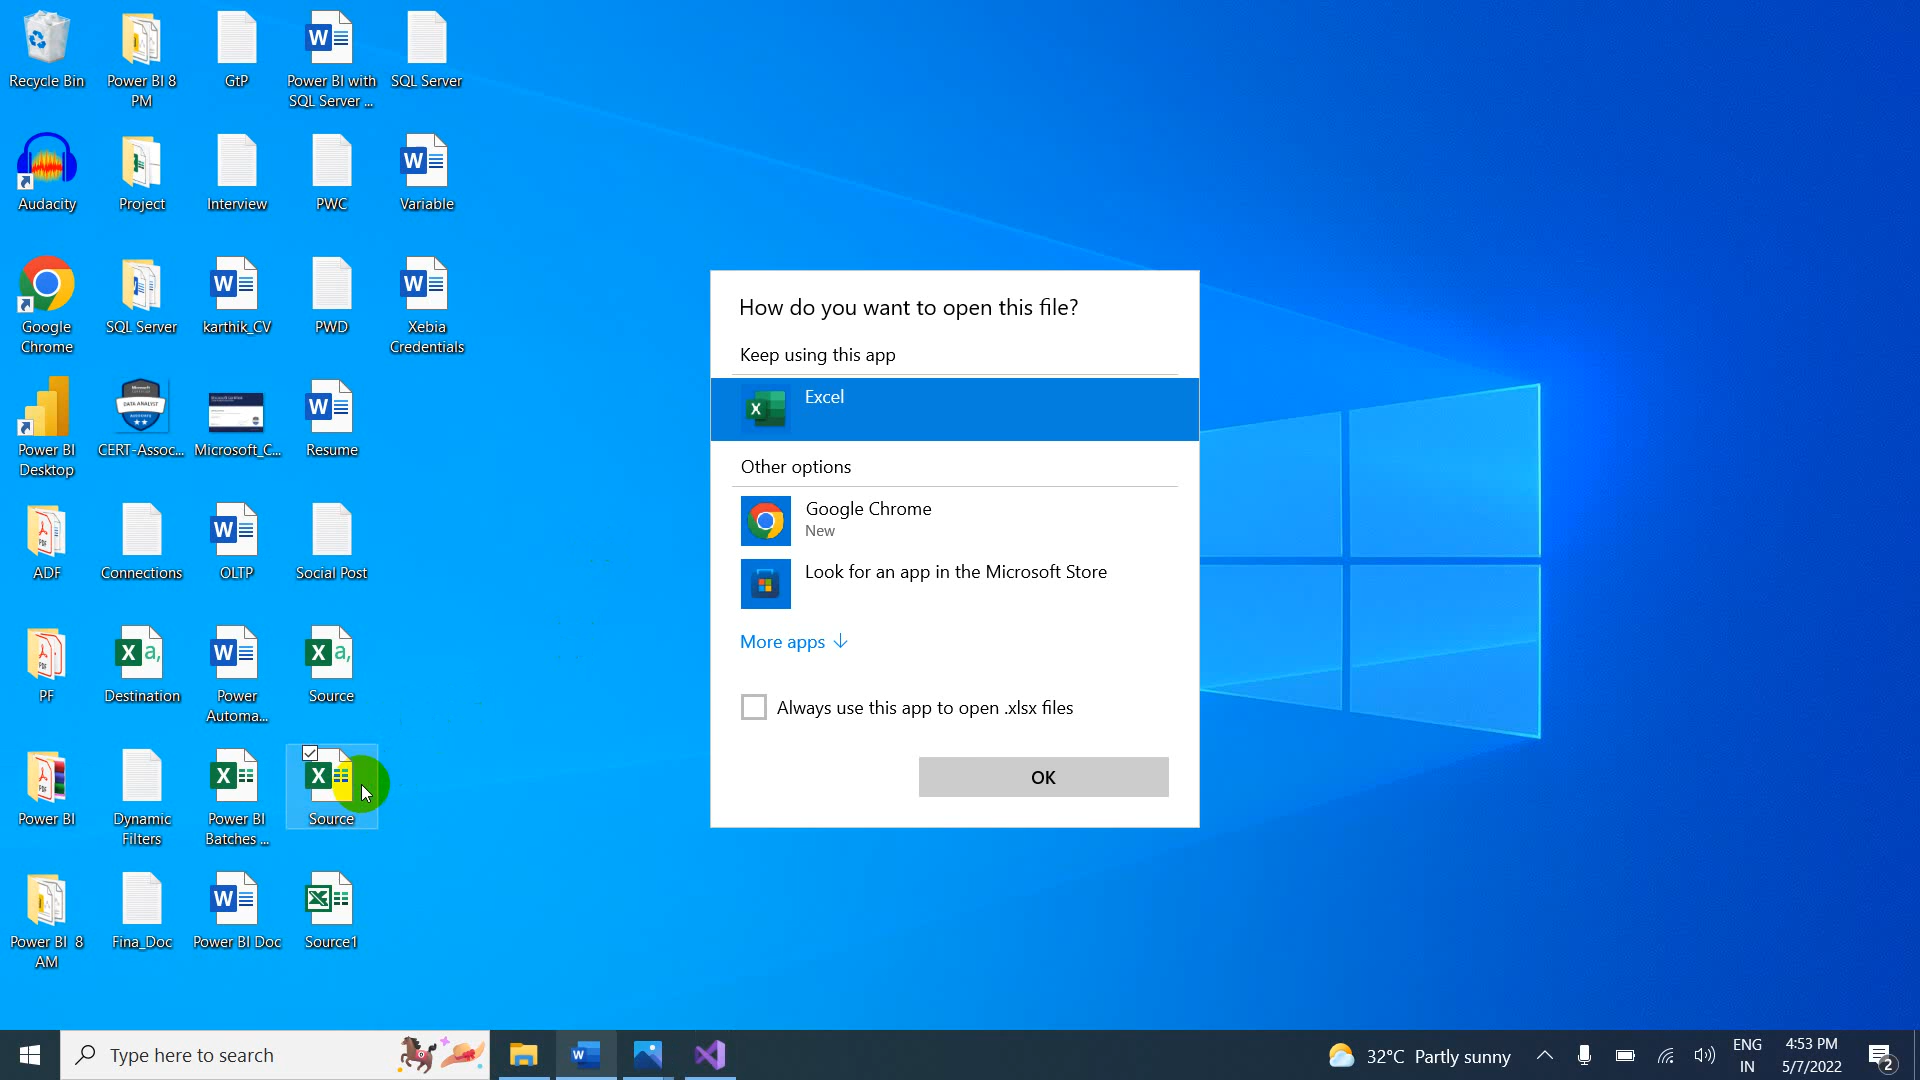 Recycle Bin
Power BI 8
PM
GtP
Power BI with
SQL Server ...
SQL Server
Audacity
Project
Interview
PWC
Variable
Google
Chrome
SQL Server
karthik_CV
PWD
Xebia
Credentials
Power BI
Desktop
CERT-Assoc...
Microsoft_C...
Resume
ADF
Connections
OLTP
Social Post
PF
Destination
Power
Automa...
Source
Power BI
Dynamic
Filters
Power BI
Batches ...
Source
Power BI 8
AM
Fina_Doc
Power BI Doc
Source1
How do you want to open this file?
Keep using this app
Excel
Other options
Google Chrome
New
Look for an app in the Microsoft Store
More apps
Always use this app to open .xlsx files
OK
Type here to search
32°C Partly sunny
ENG
IN
4:53 PM
5/7/2022
2